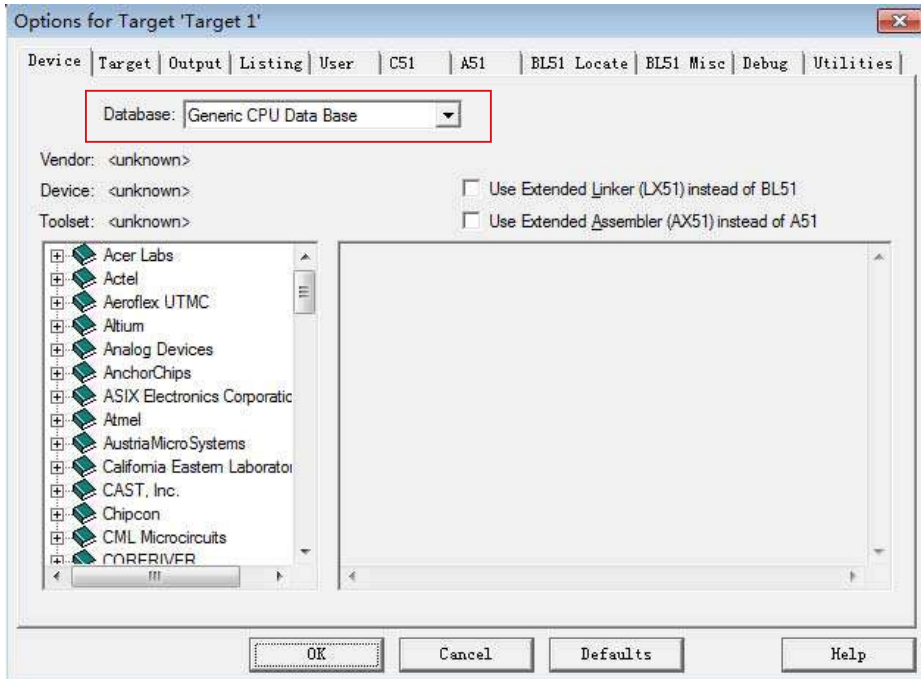 Options for Target 'Target 1'
Device Target Output Listing User C51 A51 BL51 Locate BL51 Misc Debug Utilities
Database: Generic CPU Data Base
Vendor: <unknown>
Device: <unknown>
Use Extended Linker (LX51) instead of BL51
Toolset: <unknown>
Use Extended Assembler (AX51) instead of A51
Acer Labs
Actel
Aeroflex UTMC
Altium
Analog Devices
AnchorChips
ASIX Electronics Corporatic
Atmel
AustriaMicroSystems
California Eastern Laborator
CAST, Inc.
Chipcon
CML Microcircuits
CORERIVER
OK Cancel Defaults Help